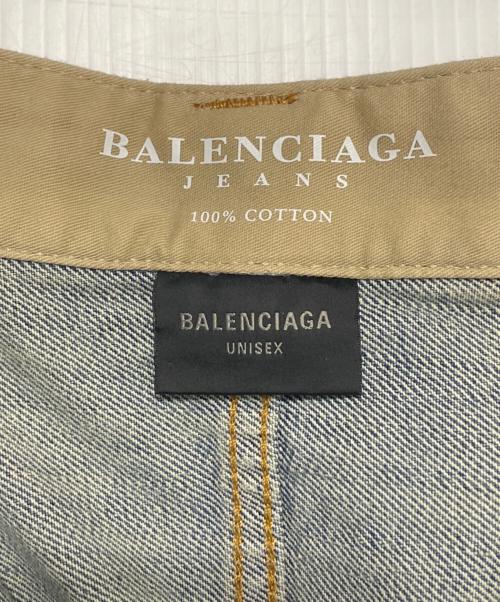 BALENCIAGA
JEANS
100% COTTON
BALENCIAGA
UNISEX